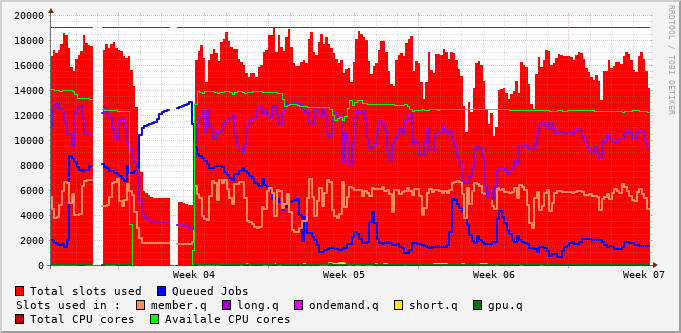 20000
18000
16000
14000
12000
10000
8000
6000
4000
2000
0
Week 04 Week 05 Week 06 Week 07
RRDTOOL / TOBI OETIKER
Total slots used Queued Jobs
Slots used in : member.q long.q ondemand.q short.q gpu.q
Total CPU cores Availale CPU cores